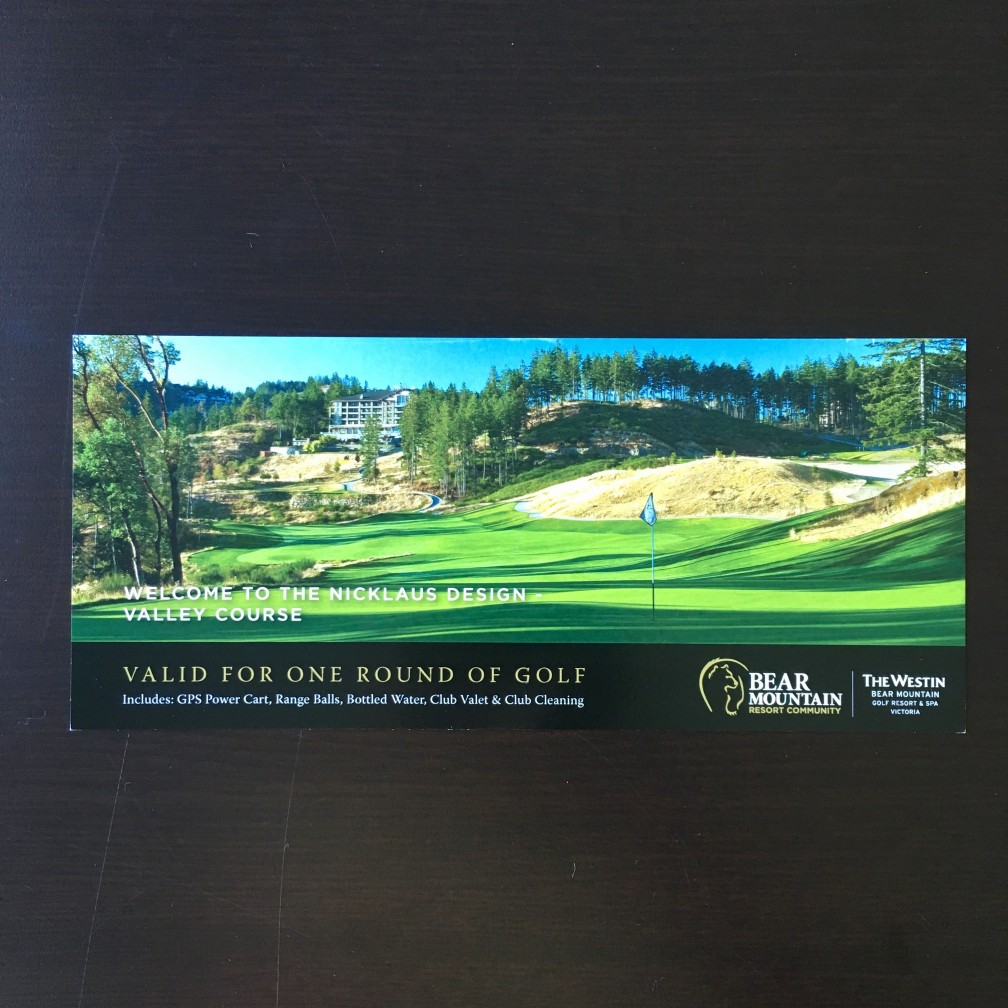 WELCOME TO THE NICKLAUS DESIGN -
VALLEY COURSE
VALID FOR ONE ROUND OF GOLF
Includes: GPS Power Cart, Range Balls, Bottled Water, Club Valet & Club Cleaning
BEAR
MOUNTAIN
RESORT COMMUNITY
THE WESTIN
BEAR MOUNTAIN
GOLF RESORT & SPA
VICTORIA